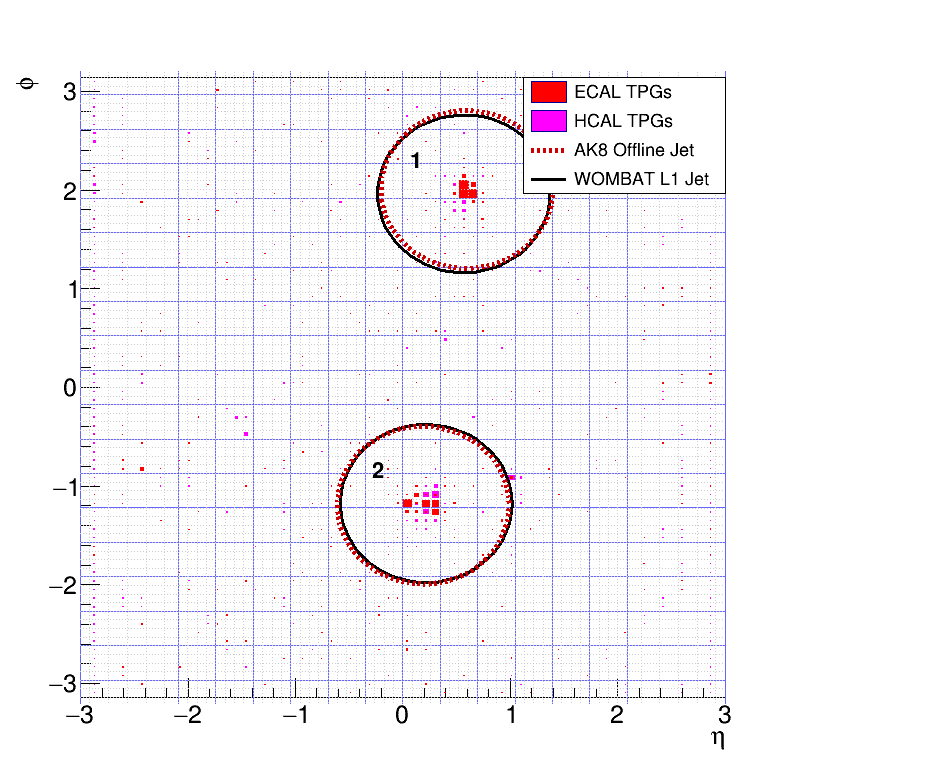 φ
3
2
1
0
−1
−2
−3
−3 −2 −1 0 1 2 3
η
ECAL TPGs
HCAL TPGs
AK8 Offline Jet
WOMBAT L1 Jet
1
2